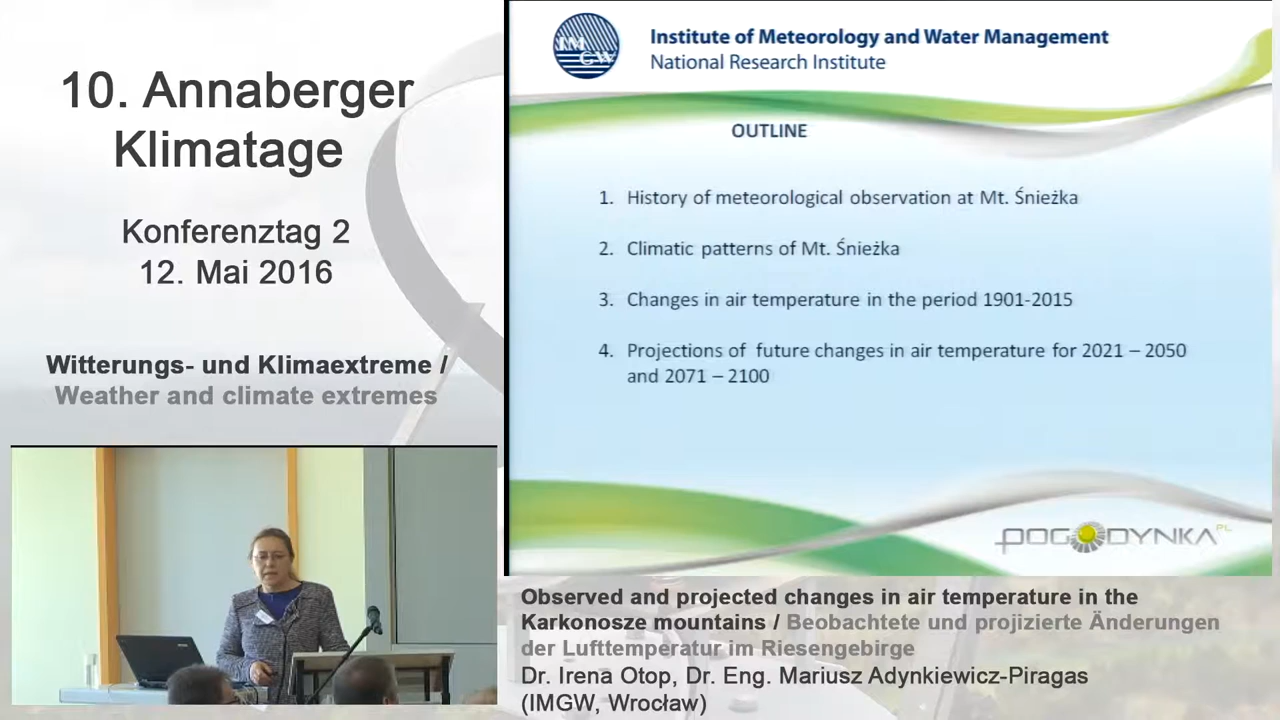 10. Annaberger
Klimatage
Konferenztag 2
12. Mai 2016
Witterungs- und Klimaextreme /
Weather and climate extremes
IM
GW
Institute of Meteorology and Water Management
National Research Institute
OUTLINE
1. History of meteorological observation at Mt. Śnieżka
2. Climatic patterns of Mt. Śnieżka
3. Changes in air temperature in the period 1901-2015
4. Projections of future changes in air temperature for 2021 – 2050
and 2071 – 2100
POGODYNKA PL
Observed and projected changes in air temperature in the
Karkonosze mountains / Beobachtete und projizierte Änderungen
der Lufttemperatur im Riesengebirge
Dr. Irena Otop, Dr. Eng. Mariusz Adynkiewicz-Piragas
(IMGW, Wrocław)